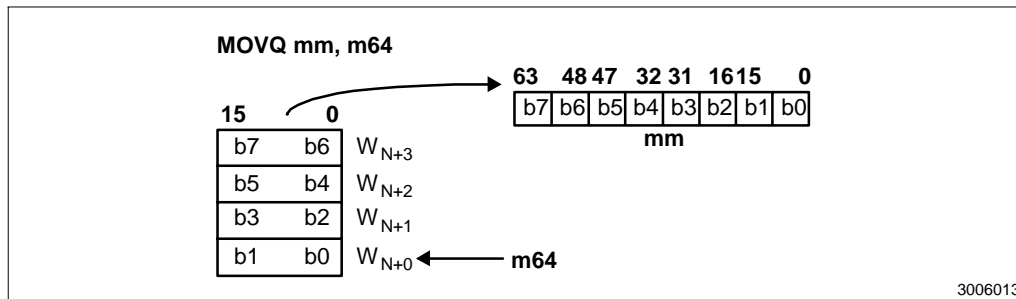 MOVQ mm, m64
63 48 47 32 31 16 15 0
b7 b6 b5 b4 b3 b2 b1 b0
mm
15 0
b7 b6 W N+3
b5 b4 W N+2
b3 b2 W N+1
b1 b0 W N+0 m64
3006013